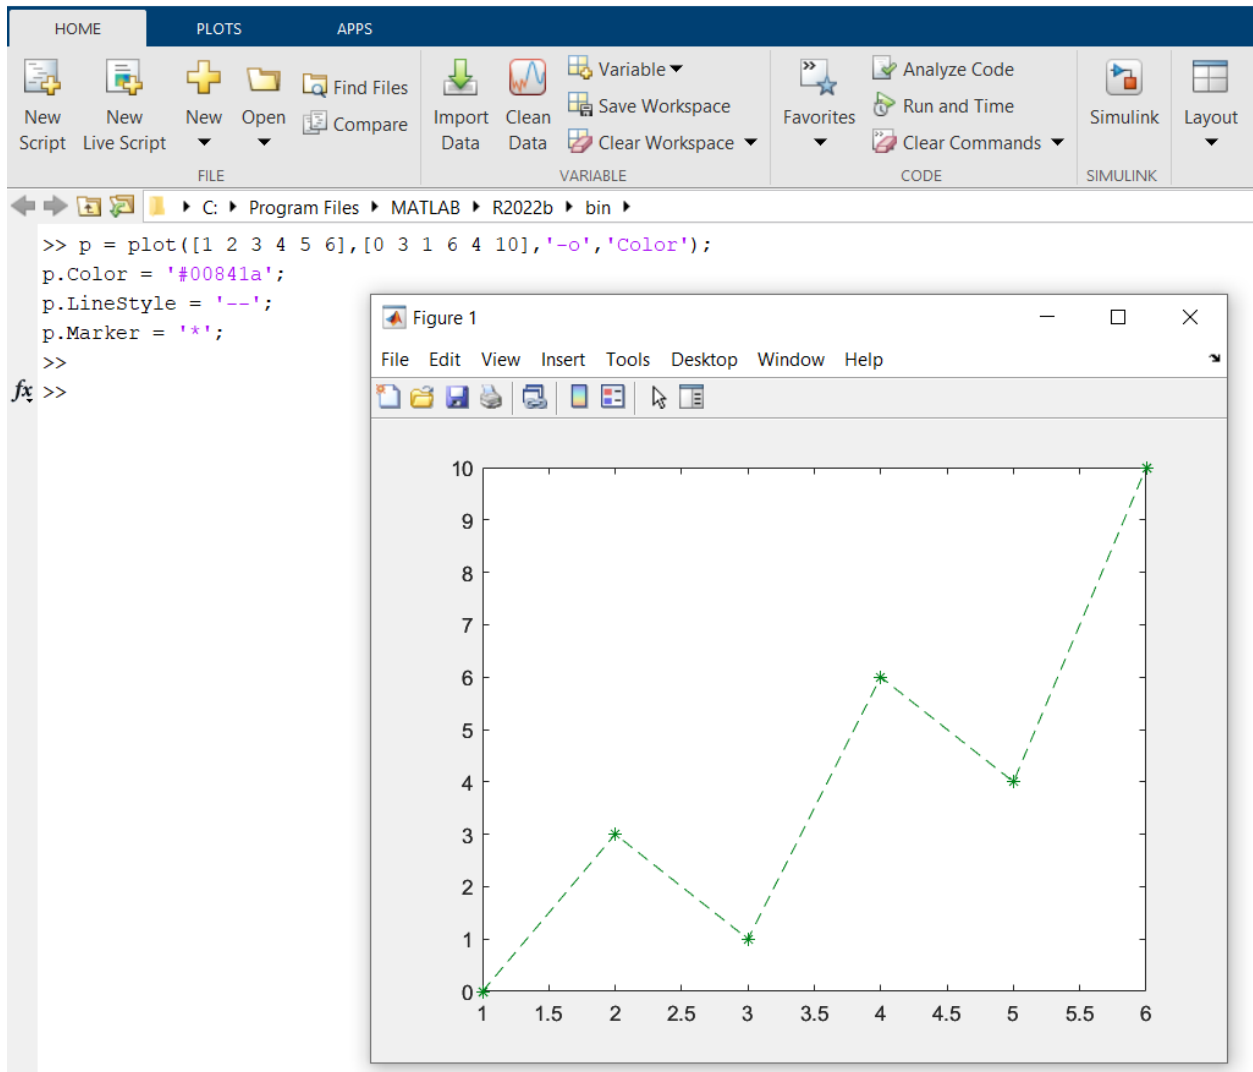 HOME PLOTS APPS
New Script
New Live Script
New
Open
Find Files
Compare
Import Data
Clean Data
Variable
Save Workspace
Clear Workspace
Favorites
Analyze Code
Run and Time
Clear Commands
Simulink
Layout
FILE VARIABLE CODE SIMULINK
C: Program Files MATLAB R2022b bin
>> p = plot([1 2 3 4 5 6],[0 3 1 6 4 10],'-o','Color');
p.Color = '#00841a';
p.LineStyle = '--';
p.Marker = '*';
>>
fx >>
Figure 1
File Edit View Insert Tools Desktop Window Help
10
9
8
7
6
5
4
3
2
1
0
1 1.5 2 2.5 3 3.5 4 4.5 5 5.5 6